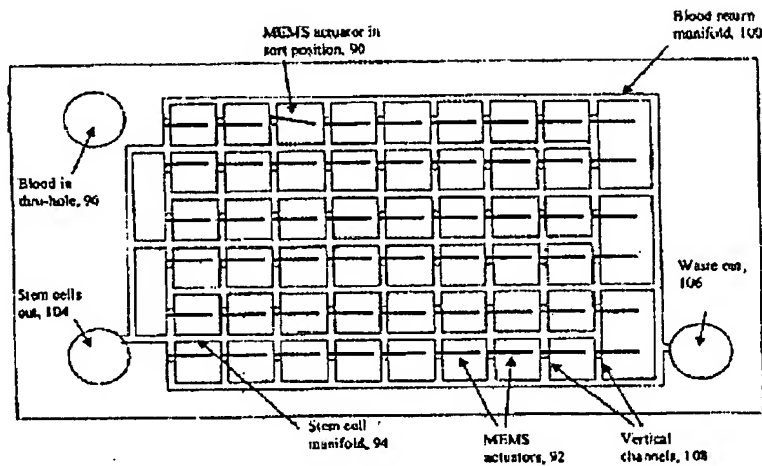 MEMS actuator in
sort position, 90
Blood return
manifold, 100
Blood in
thru-hole, 96
Stem cells
out, 104
Waste out,
106
Stem cell
manifold, 94
MEMS
actuators, 92
Vertical
channels, 108